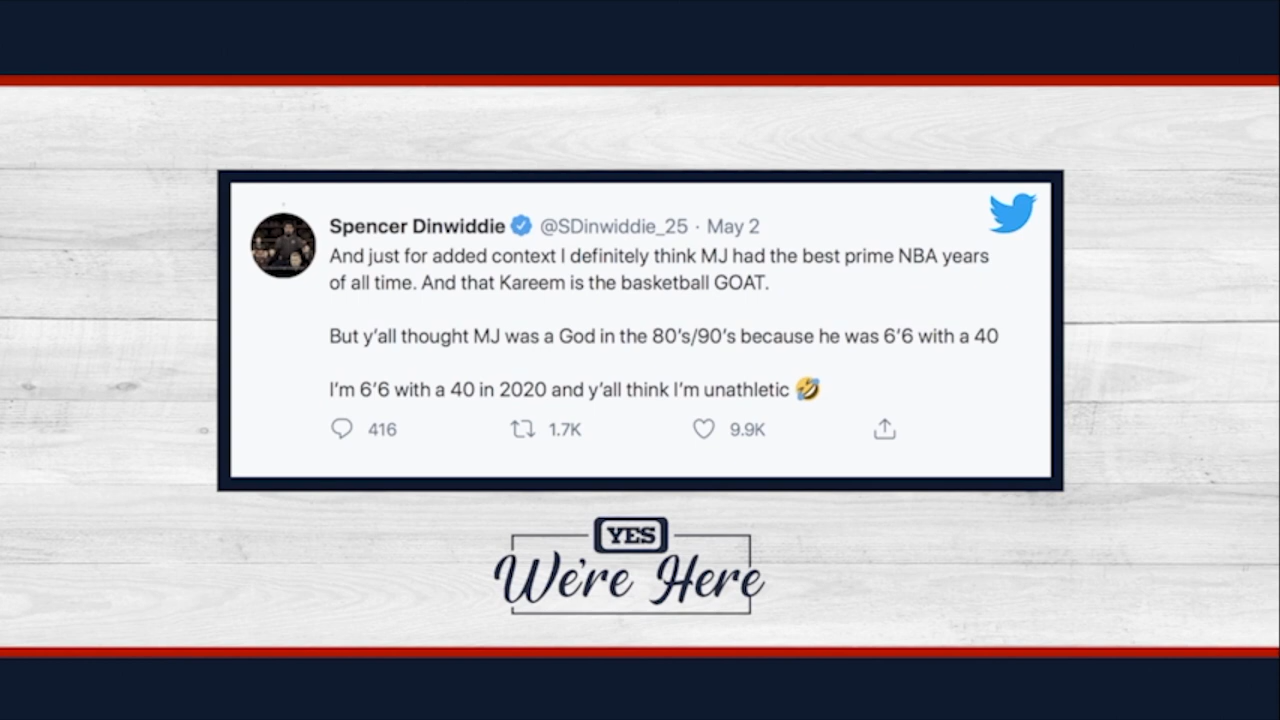 Spencer Dinwiddie @SDinwiddie_25 · May 2
And just for added context I definitely think MJ had the best prime NBA years
of all time. And that Kareem is the basketball GOAT.
But y'all thought MJ was a God in the 80's/90's because he was 6'6 with a 40
I'm 6'6 with a 40 in 2020 and y'all think I'm unathletic 🤣
416 1.7K 9.9K
YES
We're Here